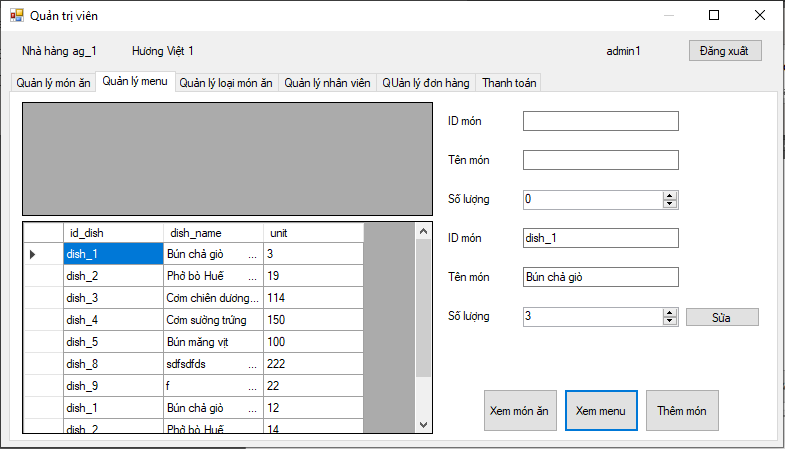 Quản trị viên
Nhà hàng ag_1 Hương Việt 1 admin1 Đăng xuất
Quản lý món ăn Quản lý menu Quản lý loại món ăn Quản lý nhân viên QUản lý đơn hàng Thanh toán
ID món
Tên món
Số lượng 0
id_dish dish_name unit
dish_1 Bún chả giò ... 3
dish_2 Phở bò Huế ... 19
dish_3 Cơm chiên dương... 114
dish_4 Cơm sường trứng 150
dish_5 Bún măng vịt 100
dish_8 sdfsdfds ... 222
dish_9 f ... 22
dish_1 Bún chả giò ... 12
dish_2 Phở bò Huế 14
ID món dish_1
Tên món Bún chả giò
Số lượng 3 Sửa
Xem món ăn Xem menu Thêm món